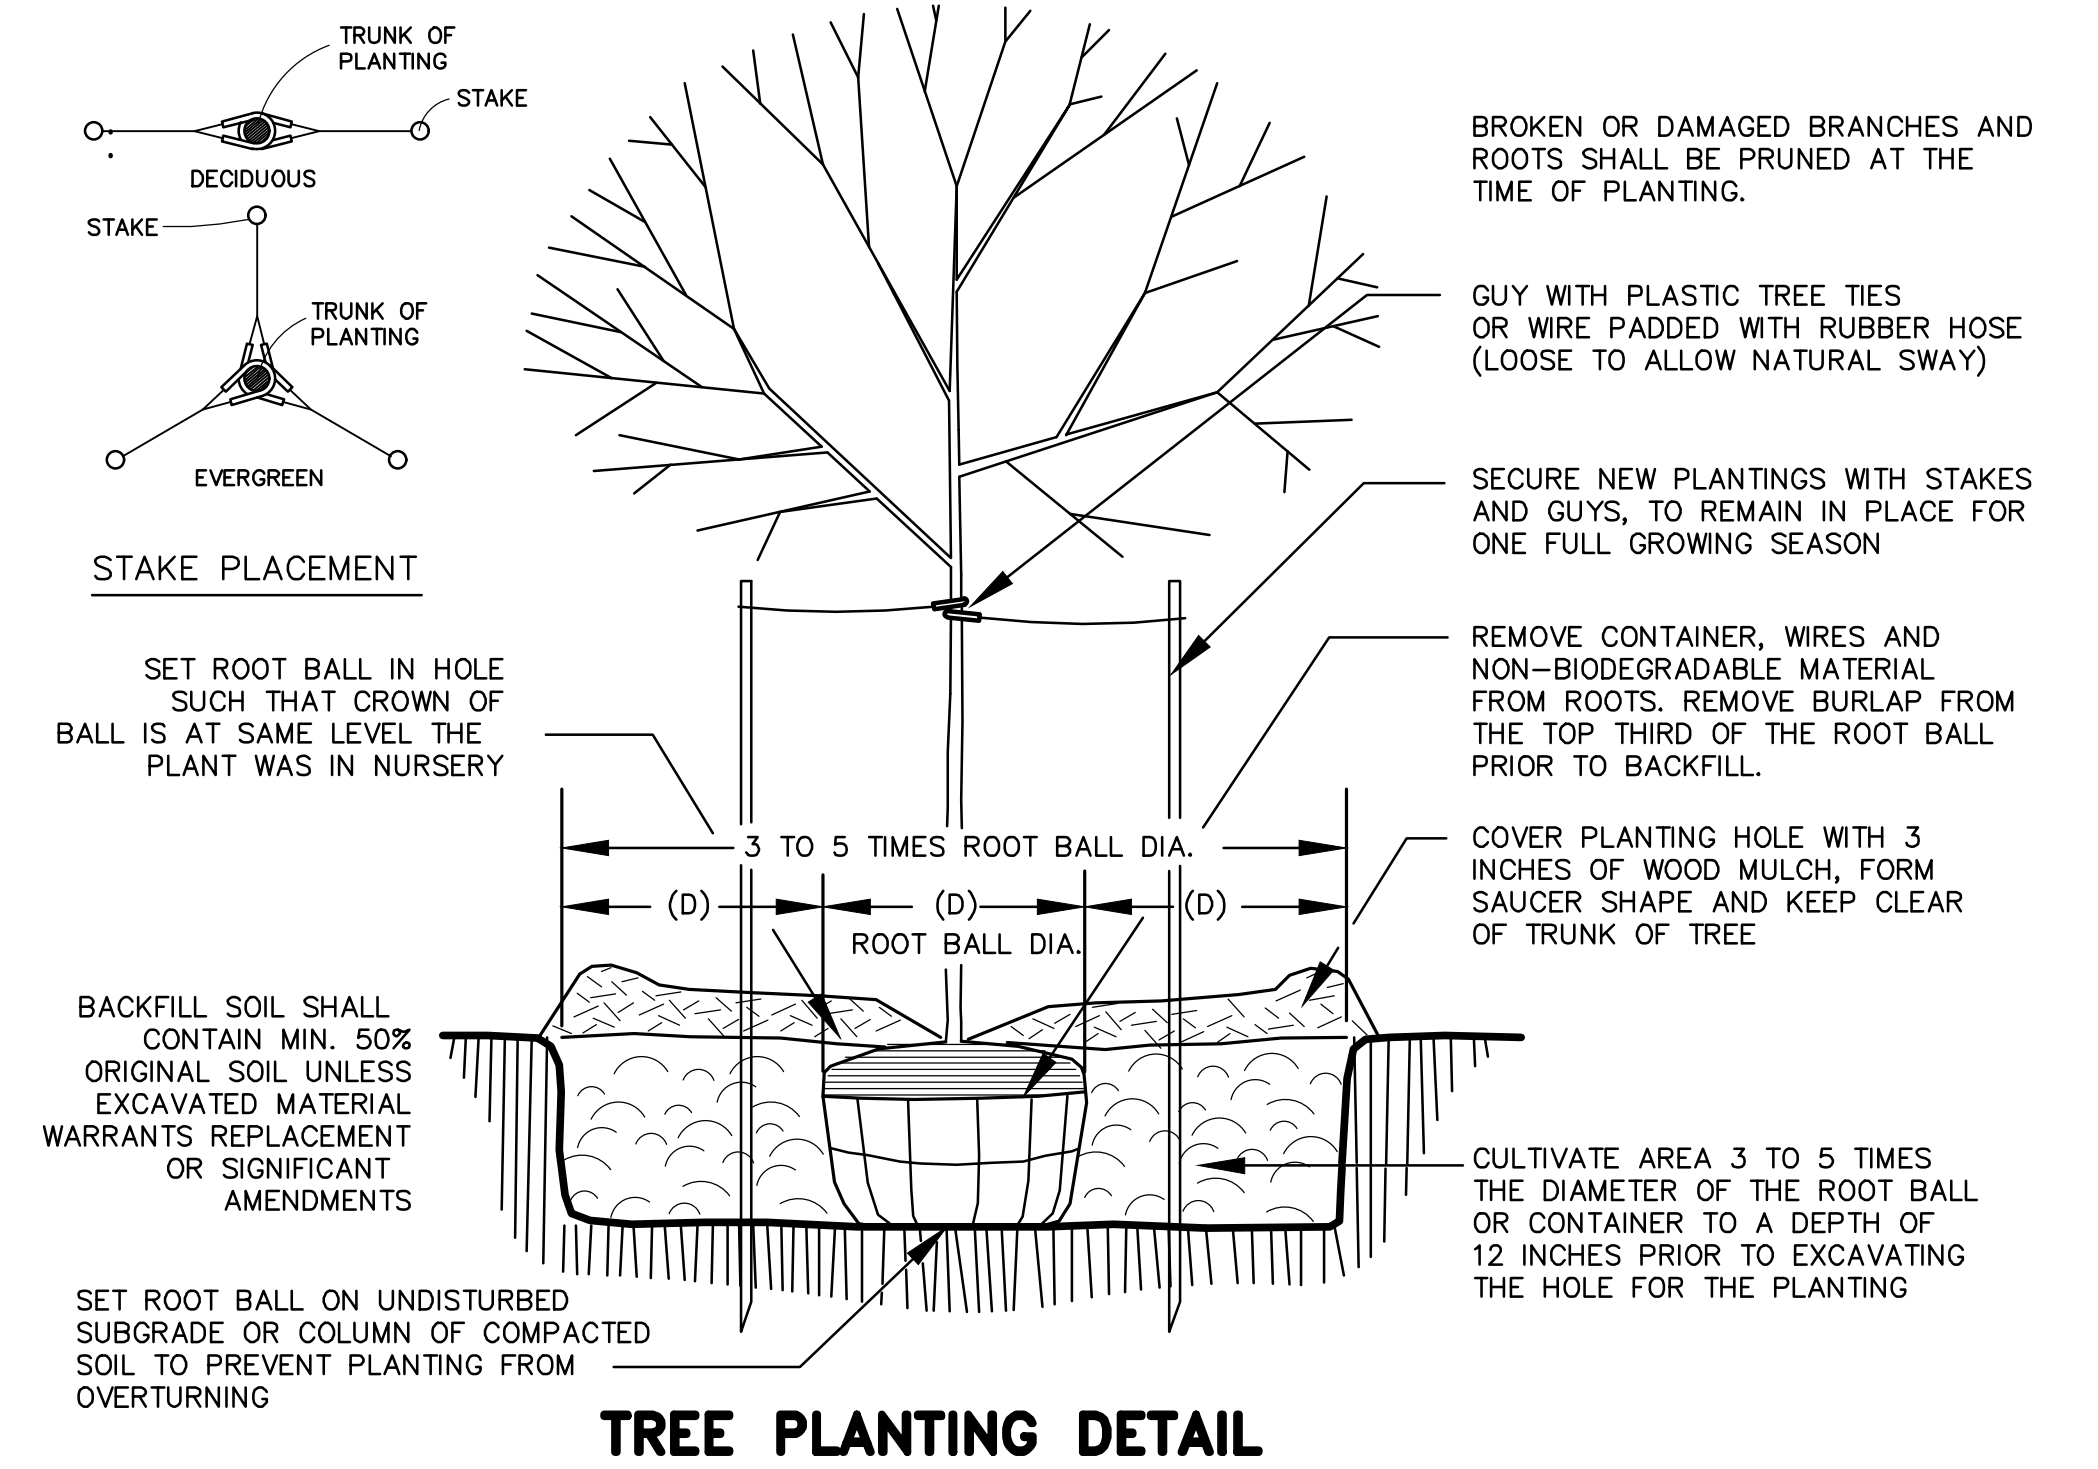 TRUNK OF
PLANTING
STAKE
DECIDUOUS
STAKE
TRUNK OF
PLANTING
EVERGREEN
STAKE PLACEMENT
SET ROOT BALL IN HOLE
SUCH THAT CROWN OF
BALL IS AT SAME LEVEL THE
PLANT WAS IN NURSERY
BACKFILL SOIL SHALL
CONTAIN MIN. 50%
ORIGINAL SOIL UNLESS
EXCAVATED MATERIAL
WARRANTS REPLACEMENT
OR SIGNIFICANT
AMENDMENTS
SET ROOT BALL ON UNDISTURBED
SUBGRADE OR COLUMN OF COMPACTED
SOIL TO PREVENT PLANTING FROM
OVERTURNING
3 TO 5 TIMES ROOT BALL DIA.
(D) (D) (D)
ROOT BALL DIA.
BROKEN OR DAMAGED BRANCHES AND
ROOTS SHALL BE PRUNED AT THE
TIME OF PLANTING.
GUY WITH PLASTIC TREE TIES
OR WIRE PADDED WITH RUBBER HOSE
(LOOSE TO ALLOW NATURAL SWAY)
SECURE NEW PLANTINGS WITH STAKES
AND GUYS, TO REMAIN IN PLACE FOR
ONE FULL GROWING SEASON
REMOVE CONTAINER, WIRES AND
NON-BIODEGRADABLE MATERIAL
FROM ROOTS. REMOVE BURLAP FROM
THE TOP THIRD OF THE ROOT BALL
PRIOR TO BACKFILL.
COVER PLANTING HOLE WITH 3
INCHES OF WOOD MULCH, FORM
SAUCER SHAPE AND KEEP CLEAR
OF TRUNK OF TREE
CULTIVATE AREA 3 TO 5 TIMES
THE DIAMETER OF THE ROOT BALL
OR CONTAINER TO A DEPTH OF
12 INCHES PRIOR TO EXCAVATING
THE HOLE FOR THE PLANTING
TREE PLANTING DETAIL